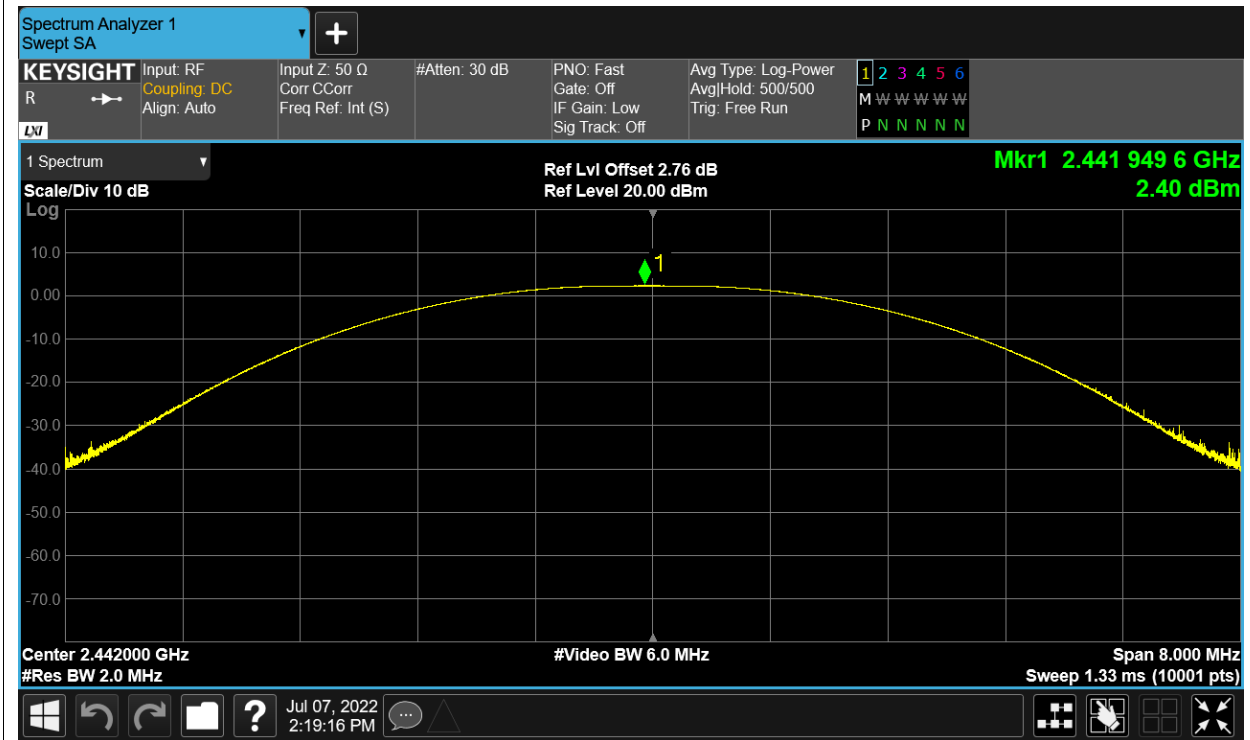 Spectrum Analyzer 1
Swept SA
KEYSIGHT
R
LXI
Input: RF
Coupling: DC
Align: Auto
Input Z: 50 Ω
Corr CCorr
Freq Ref: Int (S)
#Atten: 30 dB
PNO: Fast
Gate: Off
IF Gain: Low
Sig Track: Off
Avg Type: Log-Power
Avg|Hold: 500/500
Trig: Free Run
1 2 3 4 5 6
M W W W W W
P N N N N N
1 Spectrum
Scale/Div 10 dB
Log
Ref Lvl Offset 2.76 dB
Ref Level 20.00 dBm
Mkr1 2.441 949 6 GHz
2.40 dBm
1
10.0
0.00
-10.0
-20.0
-30.0
-40.0
-50.0
-60.0
-70.0
Center 2.442000 GHz
#Res BW 2.0 MHz
#Video BW 6.0 MHz
Span 8.000 MHz
Sweep 1.33 ms (10001 pts)
?
Jul 07, 2022
2:19:16 PM